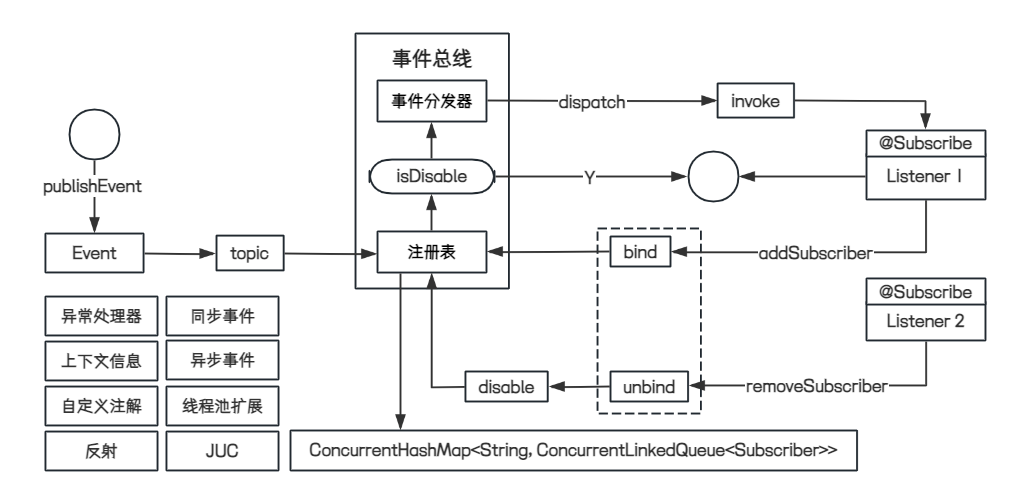 事件总线
事件分发器
dispatch
invoke
@Subscribe
Listener 1
publishEvent
isDisable
Y
Event
topic
注册表
bind
addSubscriber
@Subscribe
Listener 2
disable
unbind
removeSubscriber
异常处理器
同步事件
上下文信息
异步事件
自定义注解
线程池扩展
反射
JUC
ConcurrentHashMap<String, ConcurrentLinkedQueue<Subscriber>>